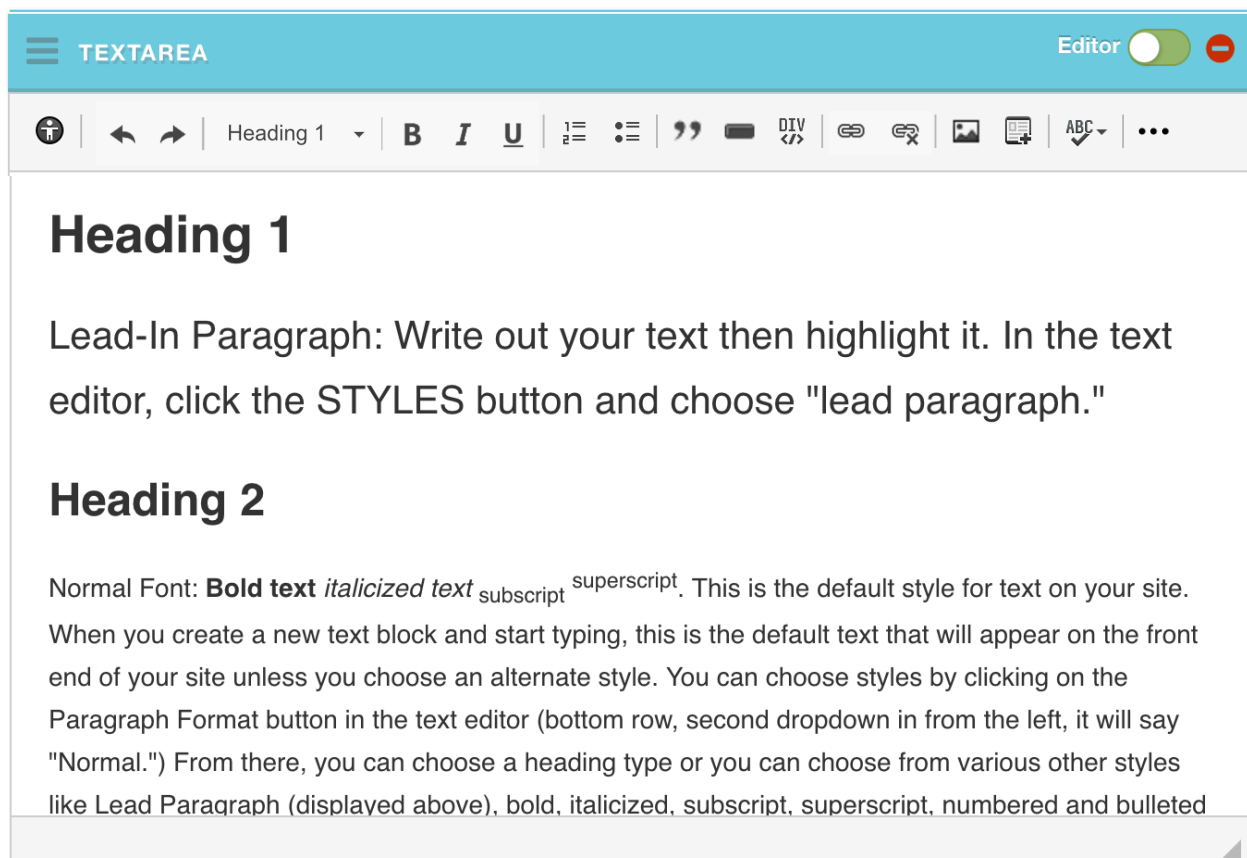 TEXTAREA Editor
Heading 1 B I U DIV ABC
Heading 1
Lead-In Paragraph: Write out your text then highlight it. In the text
editor, click the STYLES button and choose "lead paragraph."
Heading 2
Normal Font: Bold text italicized text subscript superscript. This is the default style for text on your site.
When you create a new text block and start typing, this is the default text that will appear on the front
end of your site unless you choose an alternate style. You can choose styles by clicking on the
Paragraph Format button in the text editor (bottom row, second dropdown in from the left, it will say
"Normal.") From there, you can choose a heading type or you can choose from various other styles
like Lead Paragraph (displayed above), bold, italicized, subscript, superscript, numbered and bulleted